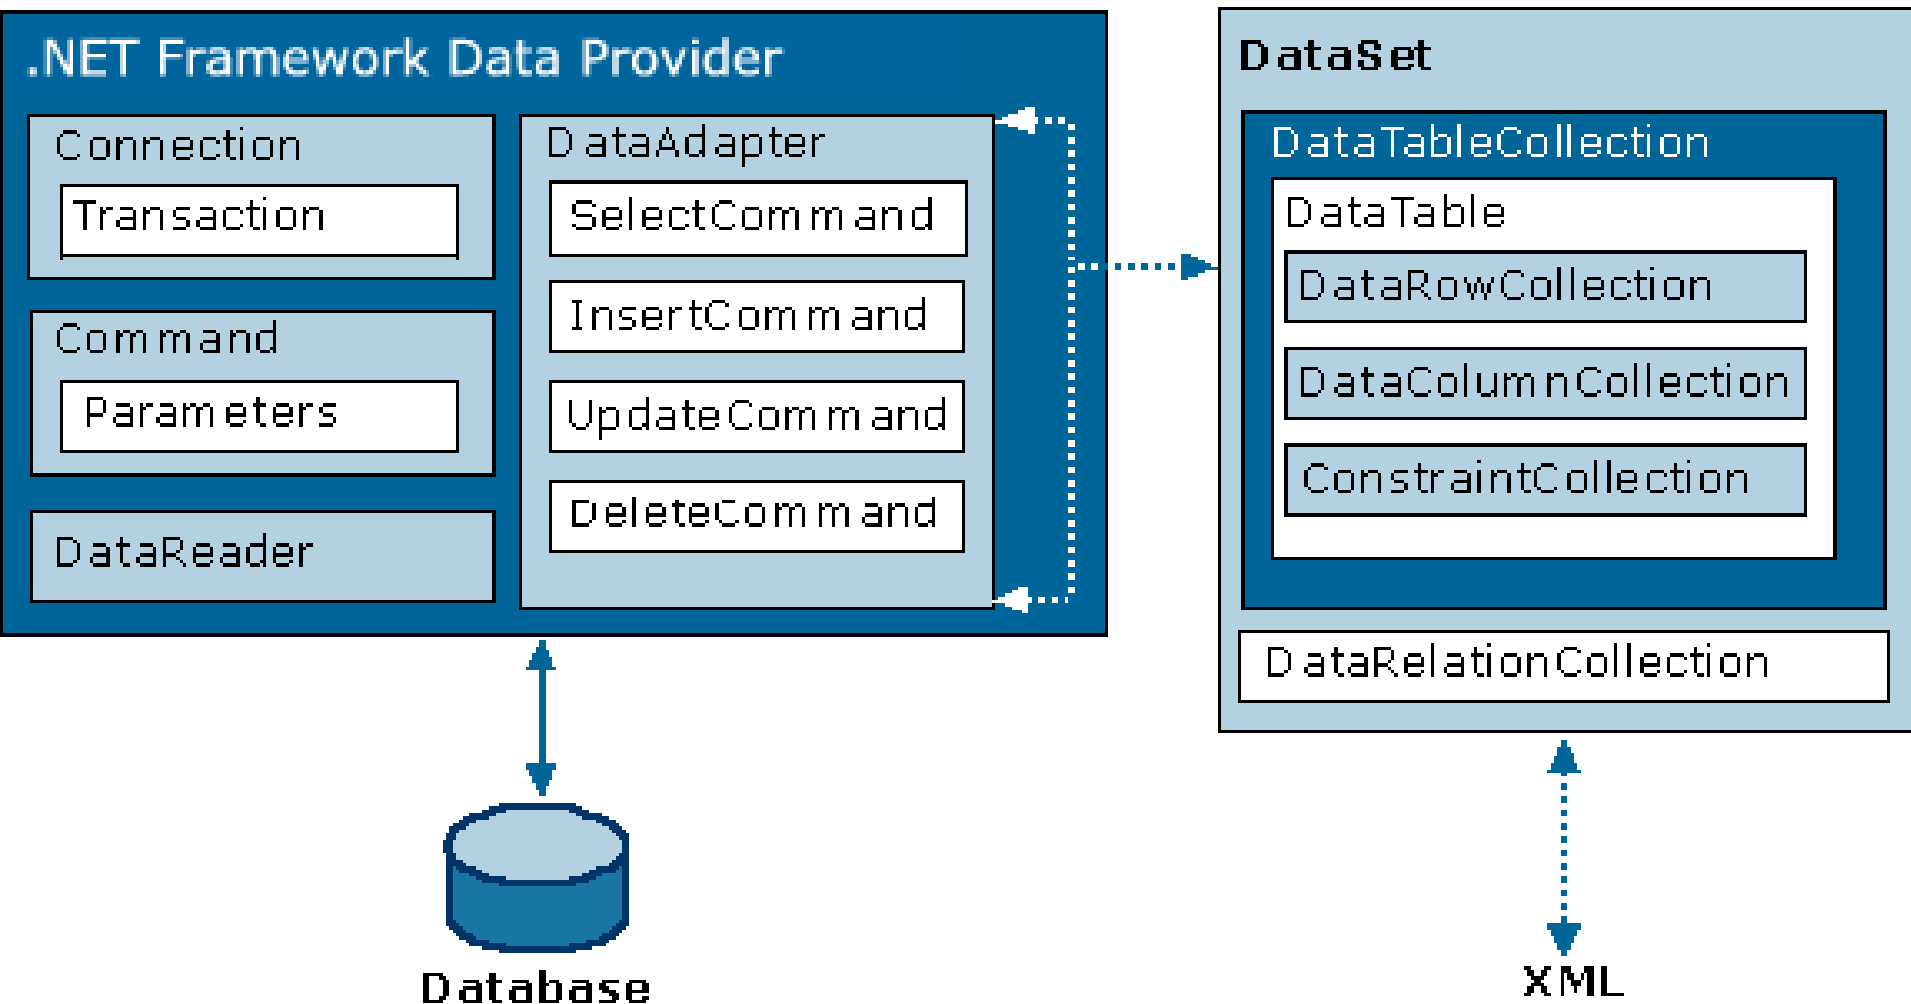 .NET Framework Data Provider
Connection
Transaction
Command
Parameters
DataReader
DataAdapter
SelectCommand
InsertCommand
UpdateCommand
DeleteCommand
Database
DataSet
DataTableCollection
DataTable
DataRowCollection
DataColumnCollection
ConstraintCollection
DataRelationCollection
XML